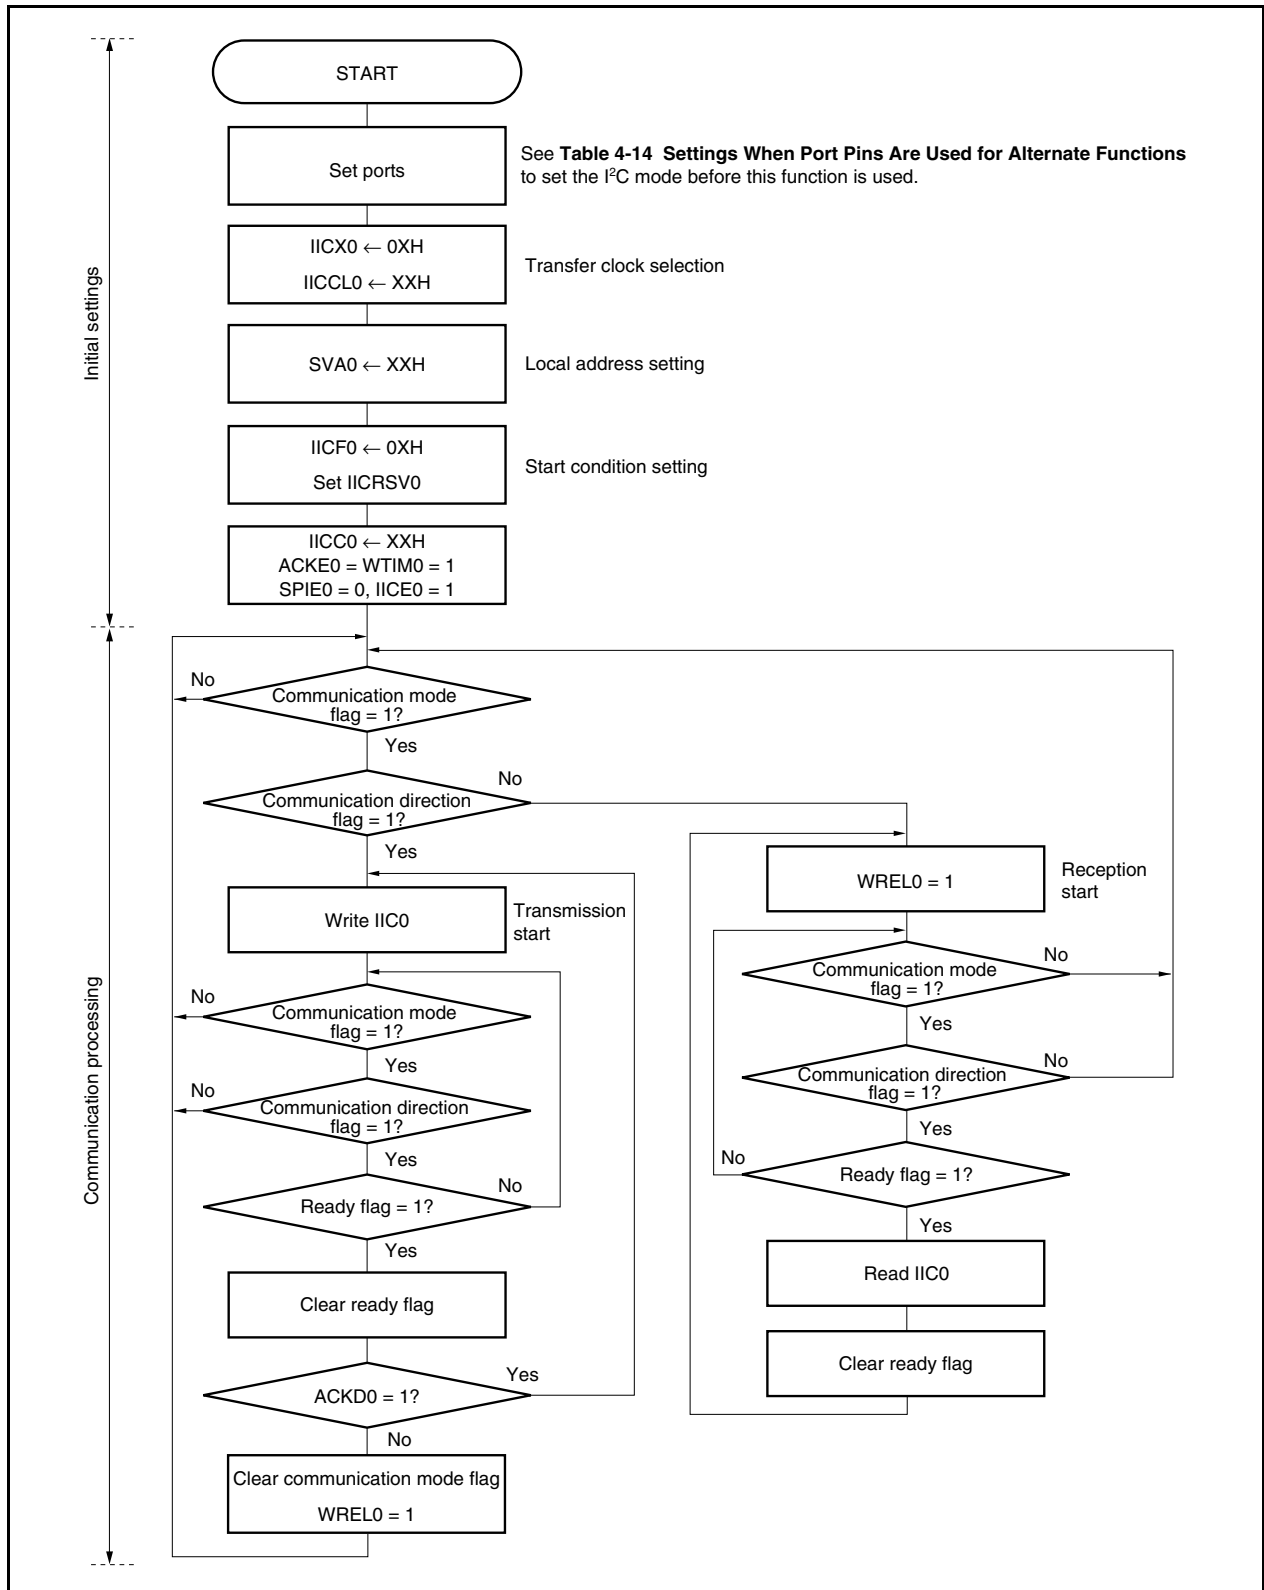 START
Set ports
See Table 4-14 Settings When Port Pins Are Used for Alternate Functions
to set the I²C mode before this function is used.
IICX0 ← 0XH
IICCL0 ← XXH
Transfer clock selection
Initial settings
SVA0 ← XXH
Local address setting
IICF0 ← 0XH
Set IICRSV0
Start condition setting
IICC0 ← XXH
ACKE0 = WTIM0 = 1
SPIE0 = 0, IICE0 = 1
No
Communication mode
flag = 1?
Yes
No
Communication direction
flag = 1?
Yes
Write IIC0
Transmission
start
No
Communication mode
flag = 1?
Yes
No
Communication direction
flag = 1?
Yes
No
Ready flag = 1?
Yes
Clear ready flag
Yes
ACKD0 = 1?
No
Clear communication mode flag
WREL0 = 1
Communication processing
WREL0 = 1
Reception
start
No
Communication mode
flag = 1?
Yes
No
Communication direction
flag = 1?
Yes
No
Ready flag = 1?
Yes
Read IIC0
Clear ready flag